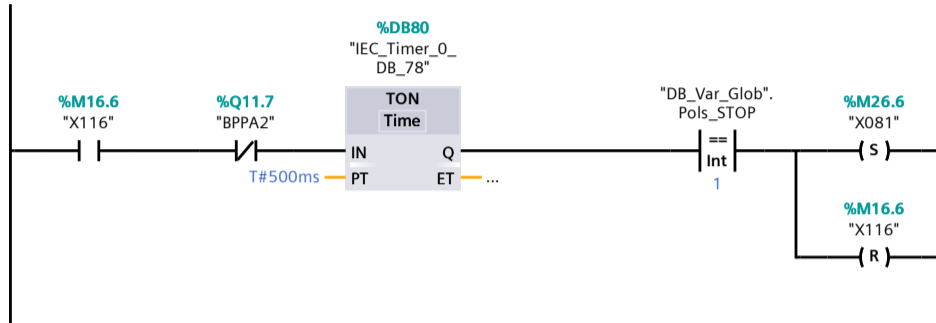 %DB80
"IEC_Timer_0_
DB_78"
%M16.6
"X116"
%Q11.7
"BPPA2"
TON
Time
IN
Q
T#500ms
PT
ET
...
"DB_Var_Glob".
Pols_STOP
==
Int
1
%M26.6
"X081"
S
%M16.6
"X116"
R